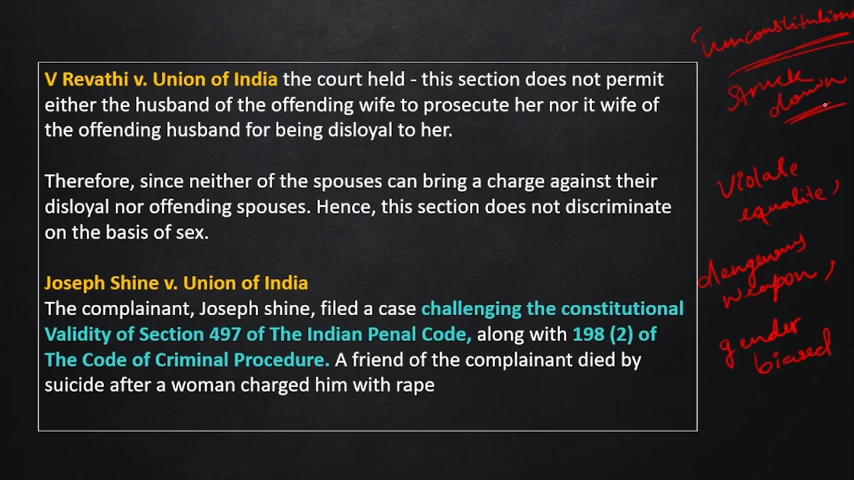 V Revathi v. Union of India the court held - this section does not permit
either the husband of the offending wife to prosecute her nor it wife of
the offending husband for being disloyal to her.
Therefore, since neither of the spouses can bring a charge against their
disloyal nor offending spouses. Hence, this section does not discriminate
on the basis of sex.
Joseph Shine v. Union of India
The complainant, Joseph shine, filed a case challenging the constitutional
Validity of Section 497 of The Indian Penal Code, along with 198 (2) of
The Code of Criminal Procedure. A friend of the complainant died by
suicide after a woman charged him with rape
Struck
down
Violate
weapon,
gender
biased